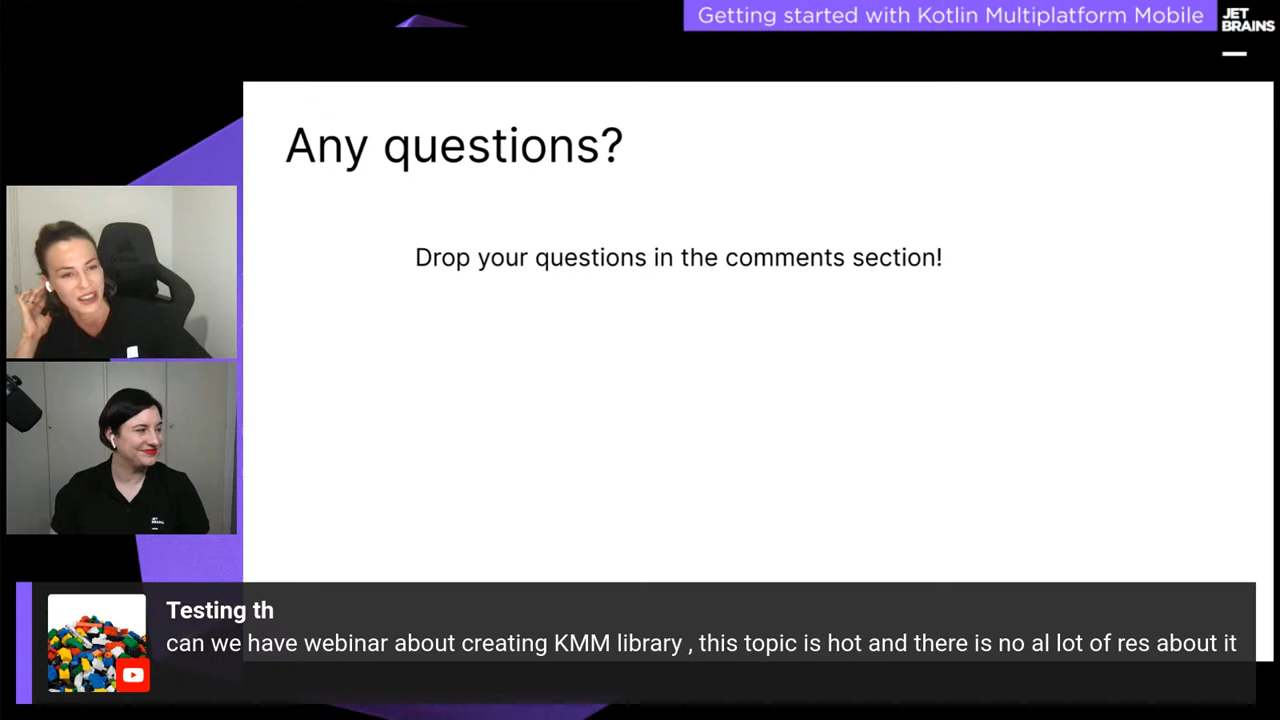 Getting started with Kotlin Multiplatform Mobile
JET
BRAINS
Any questions?
Drop your questions in the comments section!
JET
BRAINS
Testing th
can we have webinar about creating KMM library , this topic is hot and there is no al lot of res about it